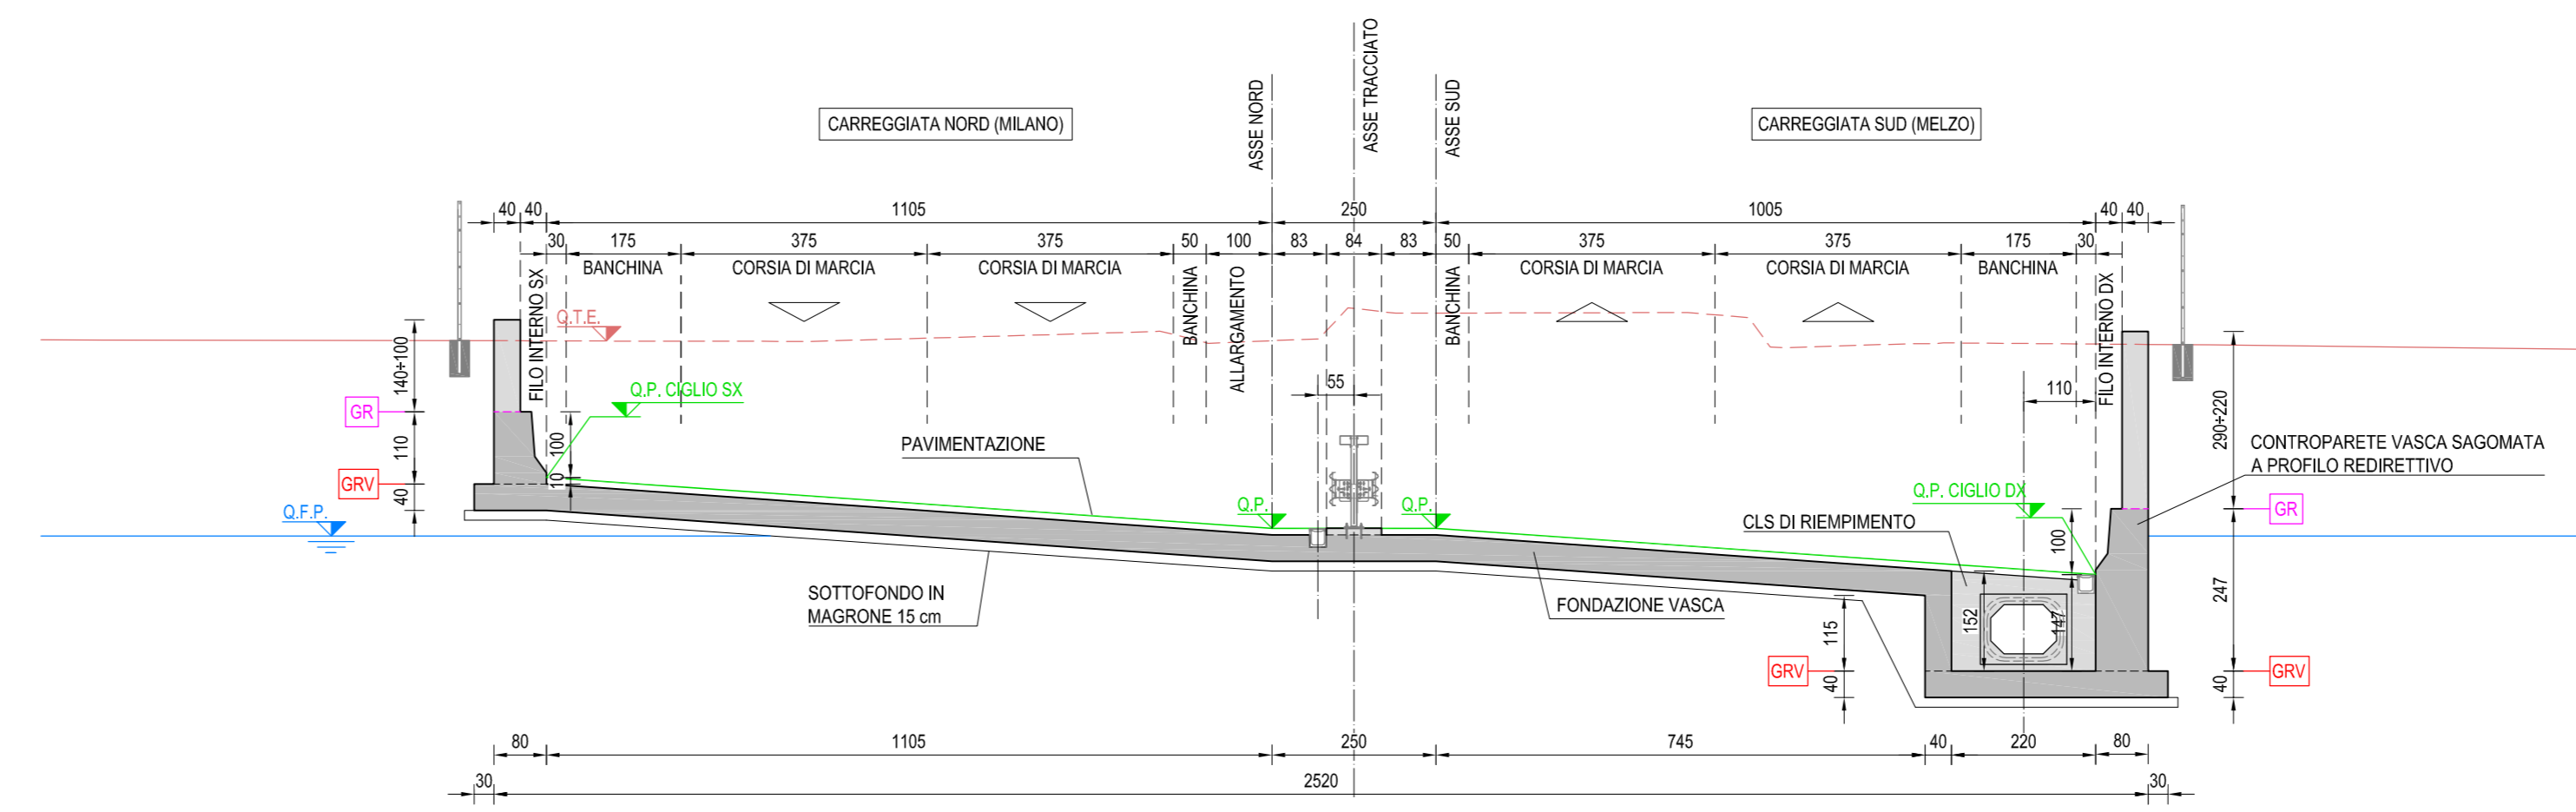 ASSE NORD
ASSE TRACCIATO
ASSE SUD
CARREGGIATA NORD (MILANO)
CARREGGIATA SUD (MELZO)
40 40 1105 250 1005 40 40
30 175 375 375 50 100 83 84 83 50 375 375 175 30
BANCHINA CORSIA DI MARCIA CORSIA DI MARCIA CORSIA DI MARCIA CORSIA DI MARCIA BANCHINA
FILO INTERNO SX
BANCHINA
ALLARGAMENTO
BANCHINA
FILO INTERNO DX
Q.T.E.
140÷100
GR
110
GRV
40
Q.F.P.
100
10
Q.P. CIGLIO SX
PAVIMENTAZIONE
55
110
Q.P.
Q.P.
Q.P. CIGLIO DX
CLS DI RIEMPIMENTO
290÷220
CONTROPARETE VASCA SAGOMATA
A PROFILO REDIRETTIVO
GR
100
247
SOTTOFONDO IN
MAGRONE 15 cm
FONDAZIONE VASCA
152
147
115
GRV
40
GRV
40
80 1105 250 745 40 220 80
30 2520 30